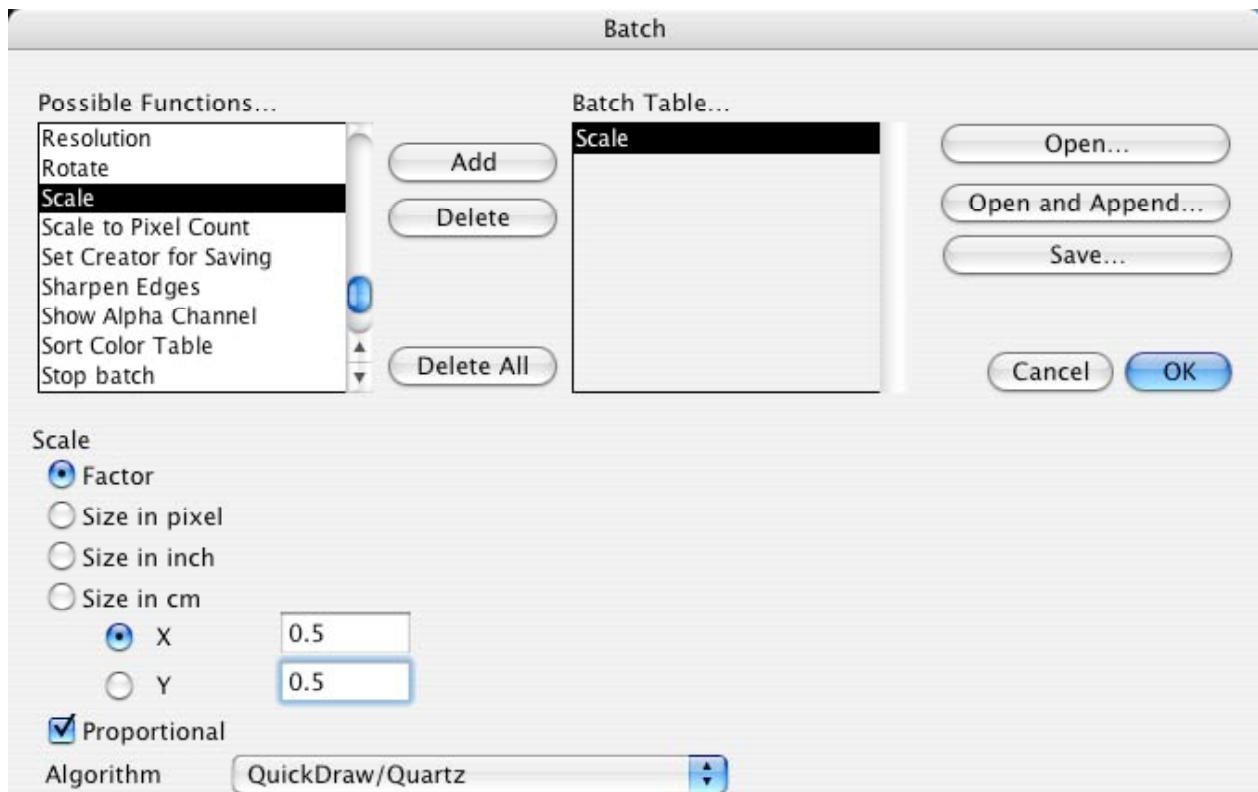 Batch
Possible Functions...
Resolution
Rotate
Scale
Scale to Pixel Count
Set Creator for Saving
Sharpen Edges
Show Alpha Channel
Sort Color Table
Stop batch
Add
Delete
Delete All
Batch Table...
Scale
Open...
Open and Append...
Save...
Cancel
OK
Scale
Factor
Size in pixel
Size in inch
Size in cm
X 0.5
Y 0.5
Proportional
Algorithm QuickDraw/Quartz